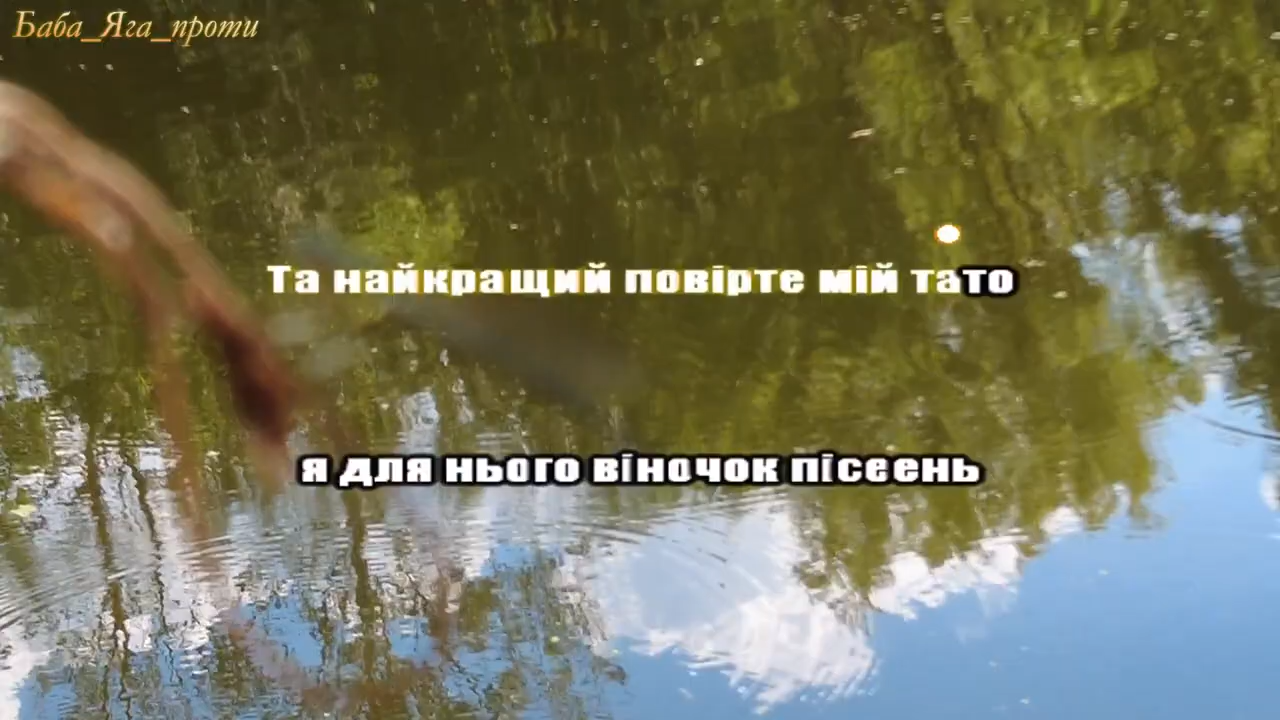 Баба_Яга_проти
Та найкращий повірте мій тато
я для нього віночок пісеень